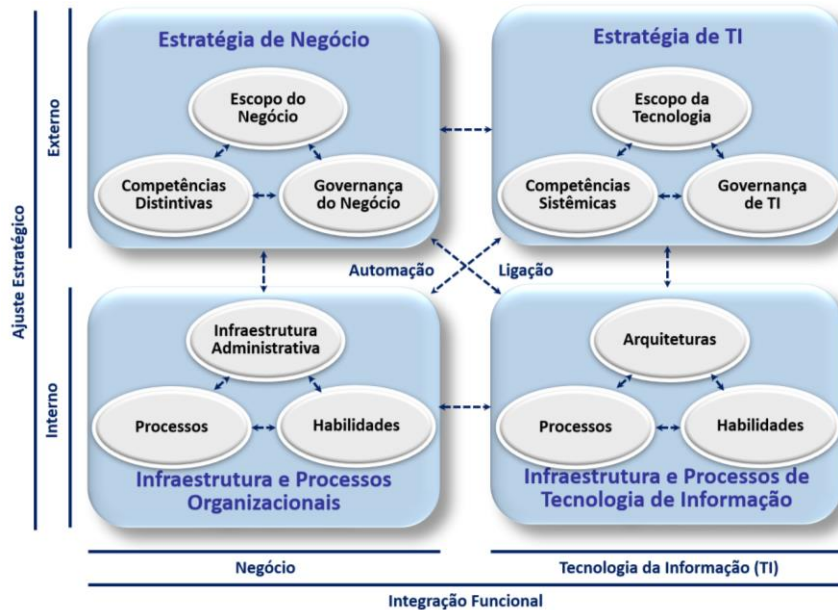 Estratégia de Negócio
Estratégia de TI
Escopo do
Negócio
Competências
Distintivas
Governança
do Negócio
Escopo da
Tecnologia
Competências
Sistêmicas
Governança
de TI
Externo
Ajuste Estratégico
Automação
Ligação
Interno
Infraestrutura
Administrativa
Processos
Habilidades
Infraestrutura e Processos
Organizacionais
Arquiteturas
Processos
Habilidades
Infraestrutura e Processos de
Tecnologia de Informação
Negócio
Tecnologia da Informação (TI)
Integração Funcional